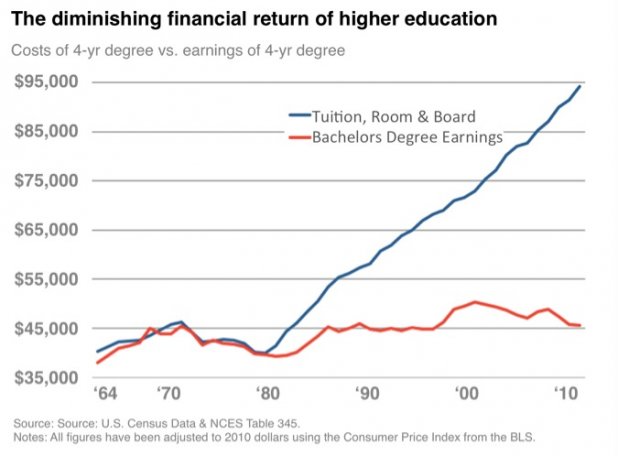 The diminishing financial return of higher education
Costs of 4-yr degree vs. earnings of 4-yr degree
$95,000
Tuition, Room & Board
$85,000
Bachelors Degree Earnings
$75,000
$65,000
$55,000
$45,000
$35,000
‘64 ‘70 ‘80 ‘90 ‘00 ‘10
Source: Source: U.S. Census Data & NCES Table 345.
Notes: All figures have been adjusted to 2010 dollars using the Consumer Price Index from the BLS.